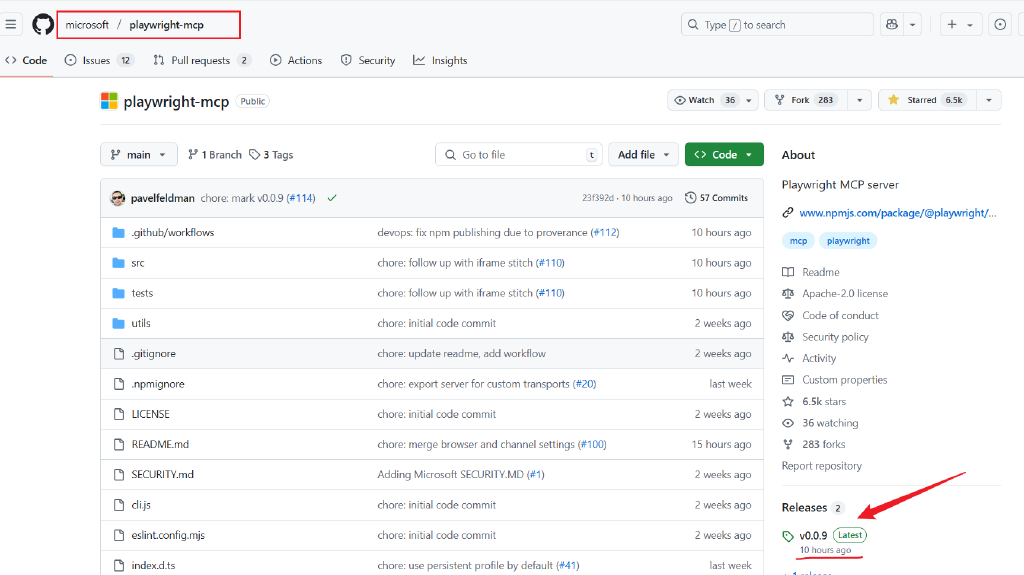 microsoft / playwright-mcp
Type / to search
Code
Issues 12
Pull requests 2
Actions
Security
Insights
playwright-mcp Public
Watch 36
Fork 283
Starred 6.5k
main
1 Branch
3 Tags
Go to file t
Add file
Code
pavelfeldman chore: mark v0.0.9 (#114) 23f392d · 10 hours ago 57 Commits
.github/workflows devops: fix npm publishing due to proverance (#112) 10 hours ago
src chore: follow up with iframe stitch (#110) 10 hours ago
tests chore: follow up with iframe stitch (#110) 10 hours ago
utils chore: initial code commit 2 weeks ago
.gitignore chore: update readme, add workflow 2 weeks ago
.npmignore chore: export server for custom transports (#20) last week
LICENSE chore: initial code commit 2 weeks ago
README.md chore: merge browser and channel settings (#100) 15 hours ago
SECURITY.md Adding Microsoft SECURITY.MD (#1) 2 weeks ago
cli.js chore: initial code commit 2 weeks ago
eslint.config.mjs chore: initial code commit 2 weeks ago
index.d.ts chore: use persistent profile by default (#41) last week
About
Playwright MCP server
www.npmjs.com/package/@playwright/...
mcp playwright
Readme
Apache-2.0 license
Code of conduct
Security policy
Activity
Custom properties
6.5k stars
36 watching
283 forks
Report repository
Releases 2
v0.0.9 Latest
10 hours ago
+ 1 release